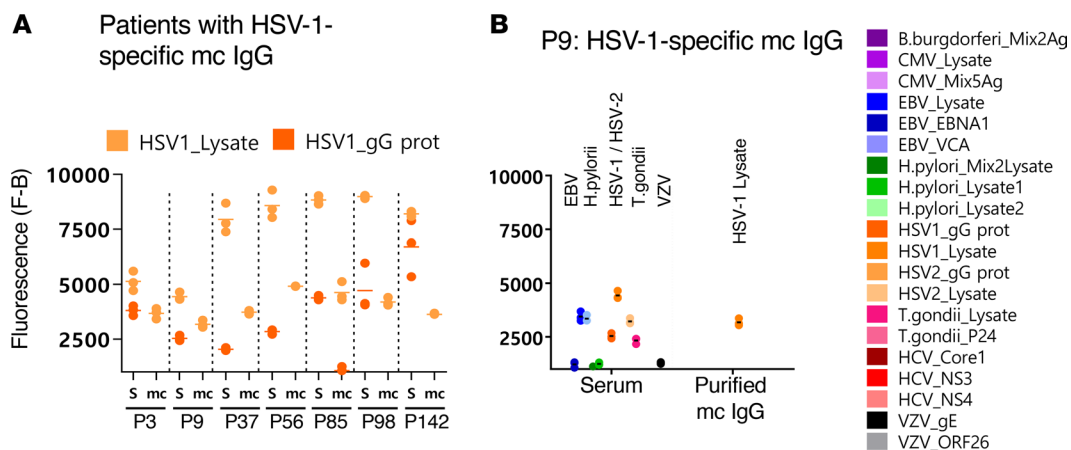 A
Patients with HSV-1-
specific mc IgG
HSV1_Lysate
HSV1_gG prot
Fluorescence (F-B)
10000
7500
5000
2500
S mc S mc S mc S mc S mc S mc S mc
P3 P9 P37 P56 P85 P98 P142
B
P9: HSV-1-specific mc IgG
EBV
H.pylorii
HSV-1 / HSV-2
T.gondii
VZV
HSV-1 Lysate
10000
7500
5000
2500
Serum
Purified
mc IgG
B.burgdorferi_Mix2Ag
CMV_Lysate
CMV_Mix5Ag
EBV_Lysate
EBV_EBNA1
EBV_VCA
H.pylori_Mix2Lysate
H.pylori_Lysate1
H.pylori_Lysate2
HSV1_gG prot
HSV1_Lysate
HSV2_gG prot
HSV2_Lysate
T.gondii_Lysate
T.gondii_P24
HCV_Core1
HCV_NS3
HCV_NS4
VZV_gE
VZV_ORF26